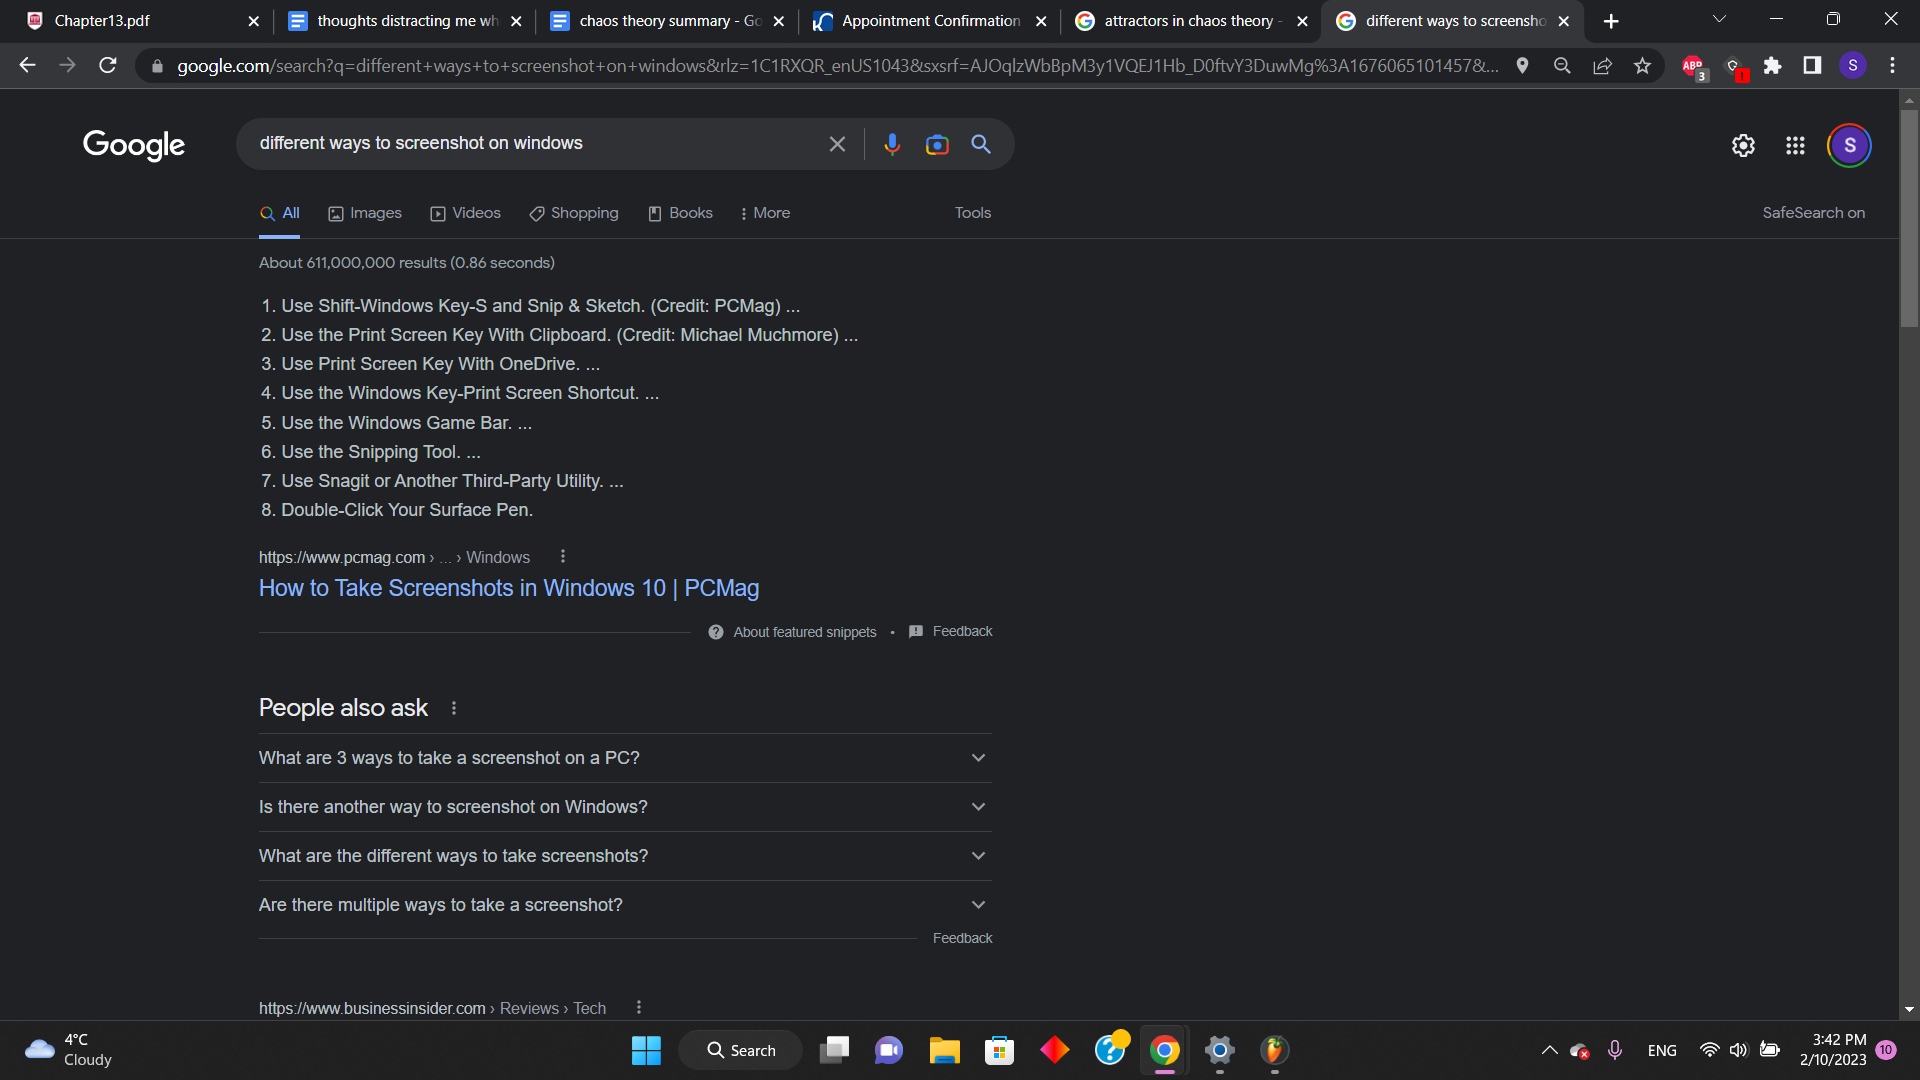 Chapter13.pdf
thoughts distracting me wh
chaos theory summary - Go
Appointment Confirmation
attractors in chaos theory -
different ways to screensho
google.com/search?q=different+ways+to+screenshot+on+windows&rlz=1C1RXQR_enUS1043&sxsrf=AJOqlzWbBpM3y1VQEJ1Hb_D0ftvY3DuwMg%3A1676065101457&...
ABP
3
!
S
Google
different ways to screenshot on windows
S
All
Images
Videos
Shopping
Books
More
Tools
SafeSearch on
About 611,000,000 results (0.86 seconds)
1. Use Shift-Windows Key-S and Snip & Sketch. (Credit: PCMag) ...
2. Use the Print Screen Key With Clipboard. (Credit: Michael Muchmore) ...
3. Use Print Screen Key With OneDrive. ...
4. Use the Windows Key-Print Screen Shortcut. ...
5. Use the Windows Game Bar. ...
6. Use the Snipping Tool. ...
7. Use Snagit or Another Third-Party Utility. ...
8. Double-Click Your Surface Pen.
https://www.pcmag.com › ... › Windows
How to Take Screenshots in Windows 10 | PCMag
About featured snippets • Feedback
People also ask
What are 3 ways to take a screenshot on a PC?
Is there another way to screenshot on Windows?
What are the different ways to take screenshots?
Are there multiple ways to take a screenshot?
Feedback
https://www.businessinsider.com › Reviews › Tech
4°C
Cloudy
Search
ENG
3:42 PM
2/10/2023
10